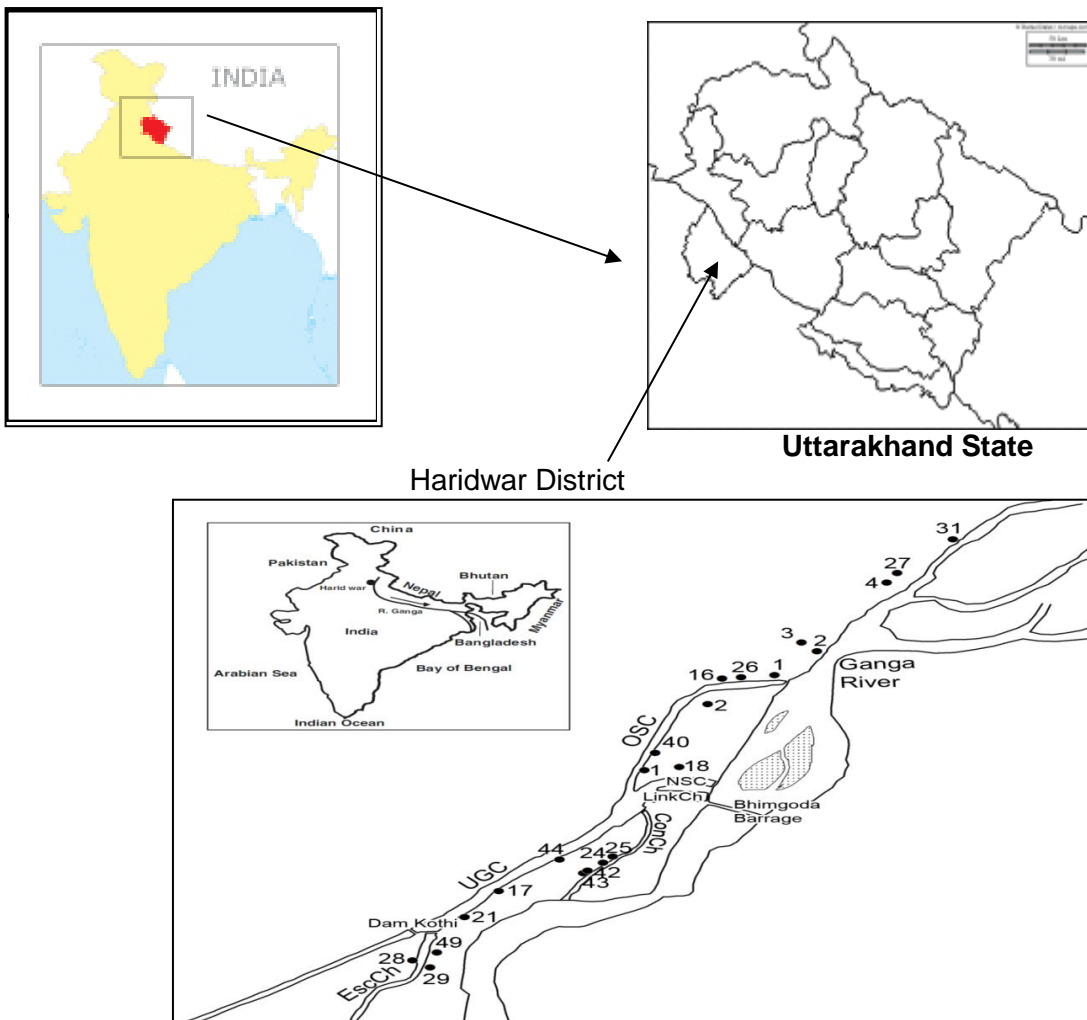 INDIA
Uttarakhand State
Haridwar District
China
Pakistan
Harid war
Nepal
Bhutan
R. Ganga
Myanmar
India
Bangladesh
Arabian Sea
Bay of Bengal
Indian Ocean
31
27
4
3
2
Ganga
River
16
26
1
2
OSC
40
1
18
NSC
LinkCh
Bhimgoda
Barrage
ConCh
44
24
25
UGC
42
43
17
21
Dam Kothi
49
28
29
EscCh